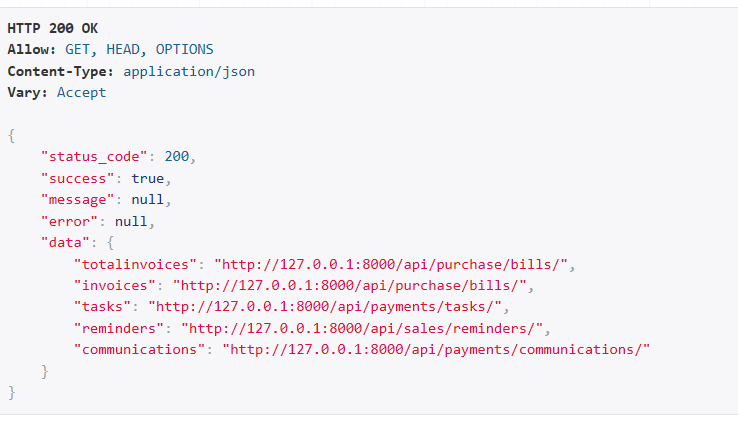 HTTP 200 OK
Allow: GET, HEAD, OPTIONS
Content-Type: application/json
Vary: Accept
{
"status_code": 200,
"success": true,
"message": null,
"error": null,
"data": {
"totalinvoices": "http://127.0.0.1:8000/api/purchase/bills/",
"invoices": "http://127.0.0.1:8000/api/purchase/bills/",
"tasks": "http://127.0.0.1:8000/api/payments/tasks/",
"reminders": "http://127.0.0.1:8000/api/sales/reminders/",
"communications": "http://127.0.0.1:8000/api/payments/communications/"
}
}